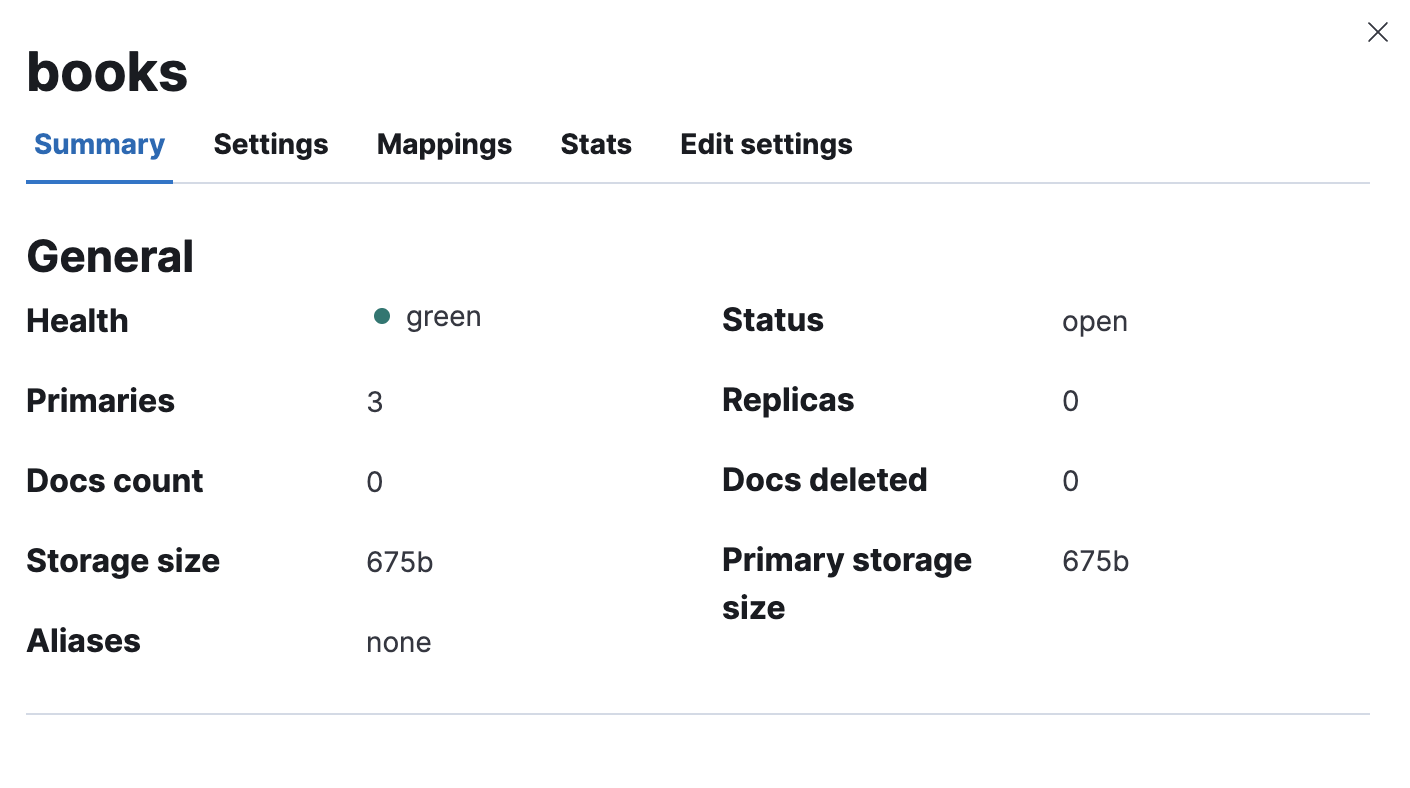 books
Summary Settings Mappings Stats Edit settings
General
Health green Status open
Primaries 3 Replicas 0
Docs count 0 Docs deleted 0
Storage size 675b Primary storage 675b
size
Aliases none